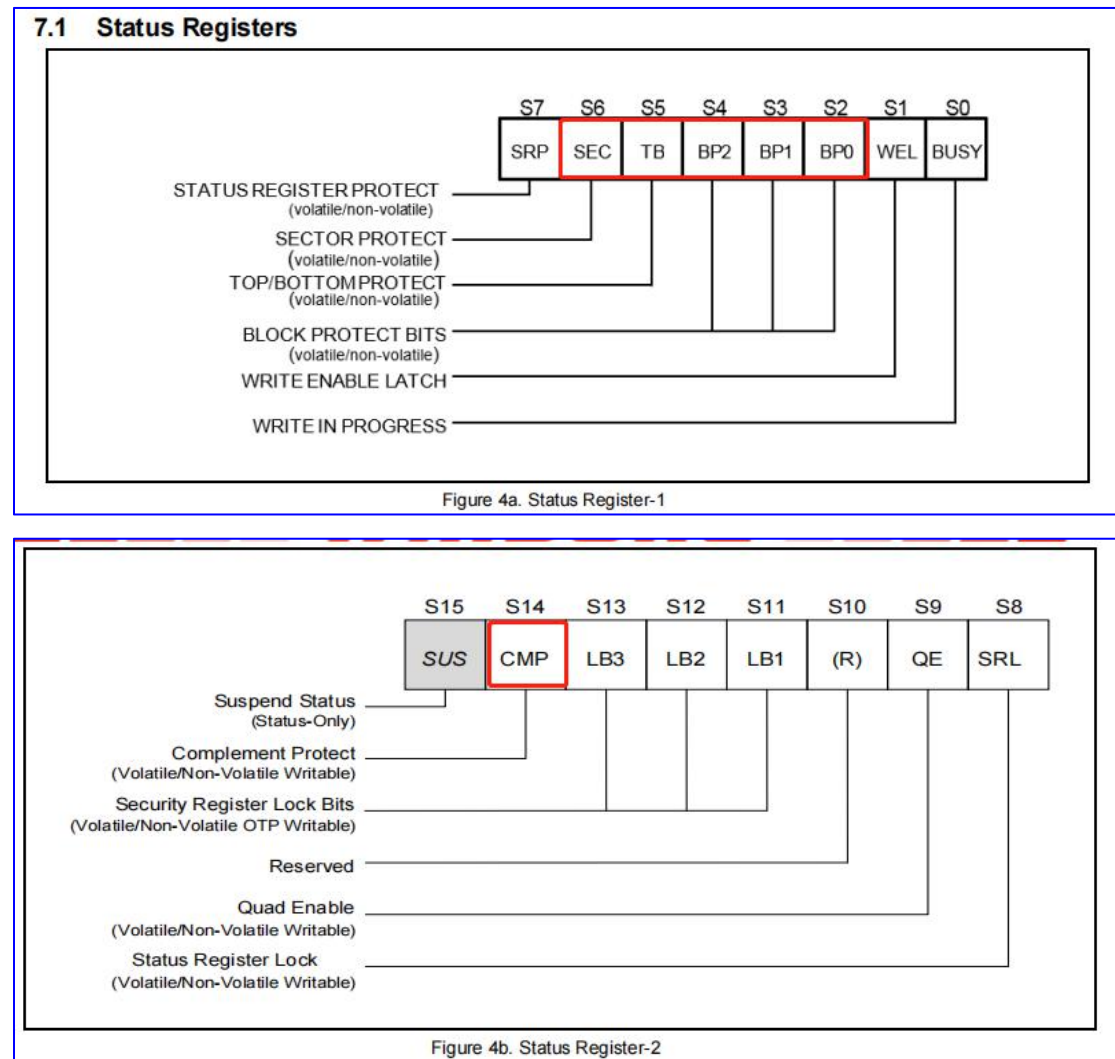 7.1 Status Registers
S7 S6 S5 S4 S3 S2 S1 S0
SRP SEC TB BP2 BP1 BP0 WEL BUSY
STATUS REGISTER PROTECT
(volatile/non-volatile)
SECTOR PROTECT
(volatile/non-volatile)
TOP/BOTTOM PROTECT
(volatile/non-volatile)
BLOCK PROTECT BITS
(volatile/non-volatile)
WRITE ENABLE LATCH
WRITE IN PROGRESS
Figure 4a. Status Register-1
S15 S14 S13 S12 S11 S10 S9 S8
SUS CMP LB3 LB2 LB1 (R) QE SRL
Suspend Status
(Status-Only)
Complement Protect
(Volatile/Non-Volatile Writable)
Security Register Lock Bits
(Volatile/Non-Volatile OTP Writable)
Reserved
Quad Enable
(Volatile/Non-Volatile Writable)
Status Register Lock
(Volatile/Non-Volatile Writable)
Figure 4b. Status Register-2